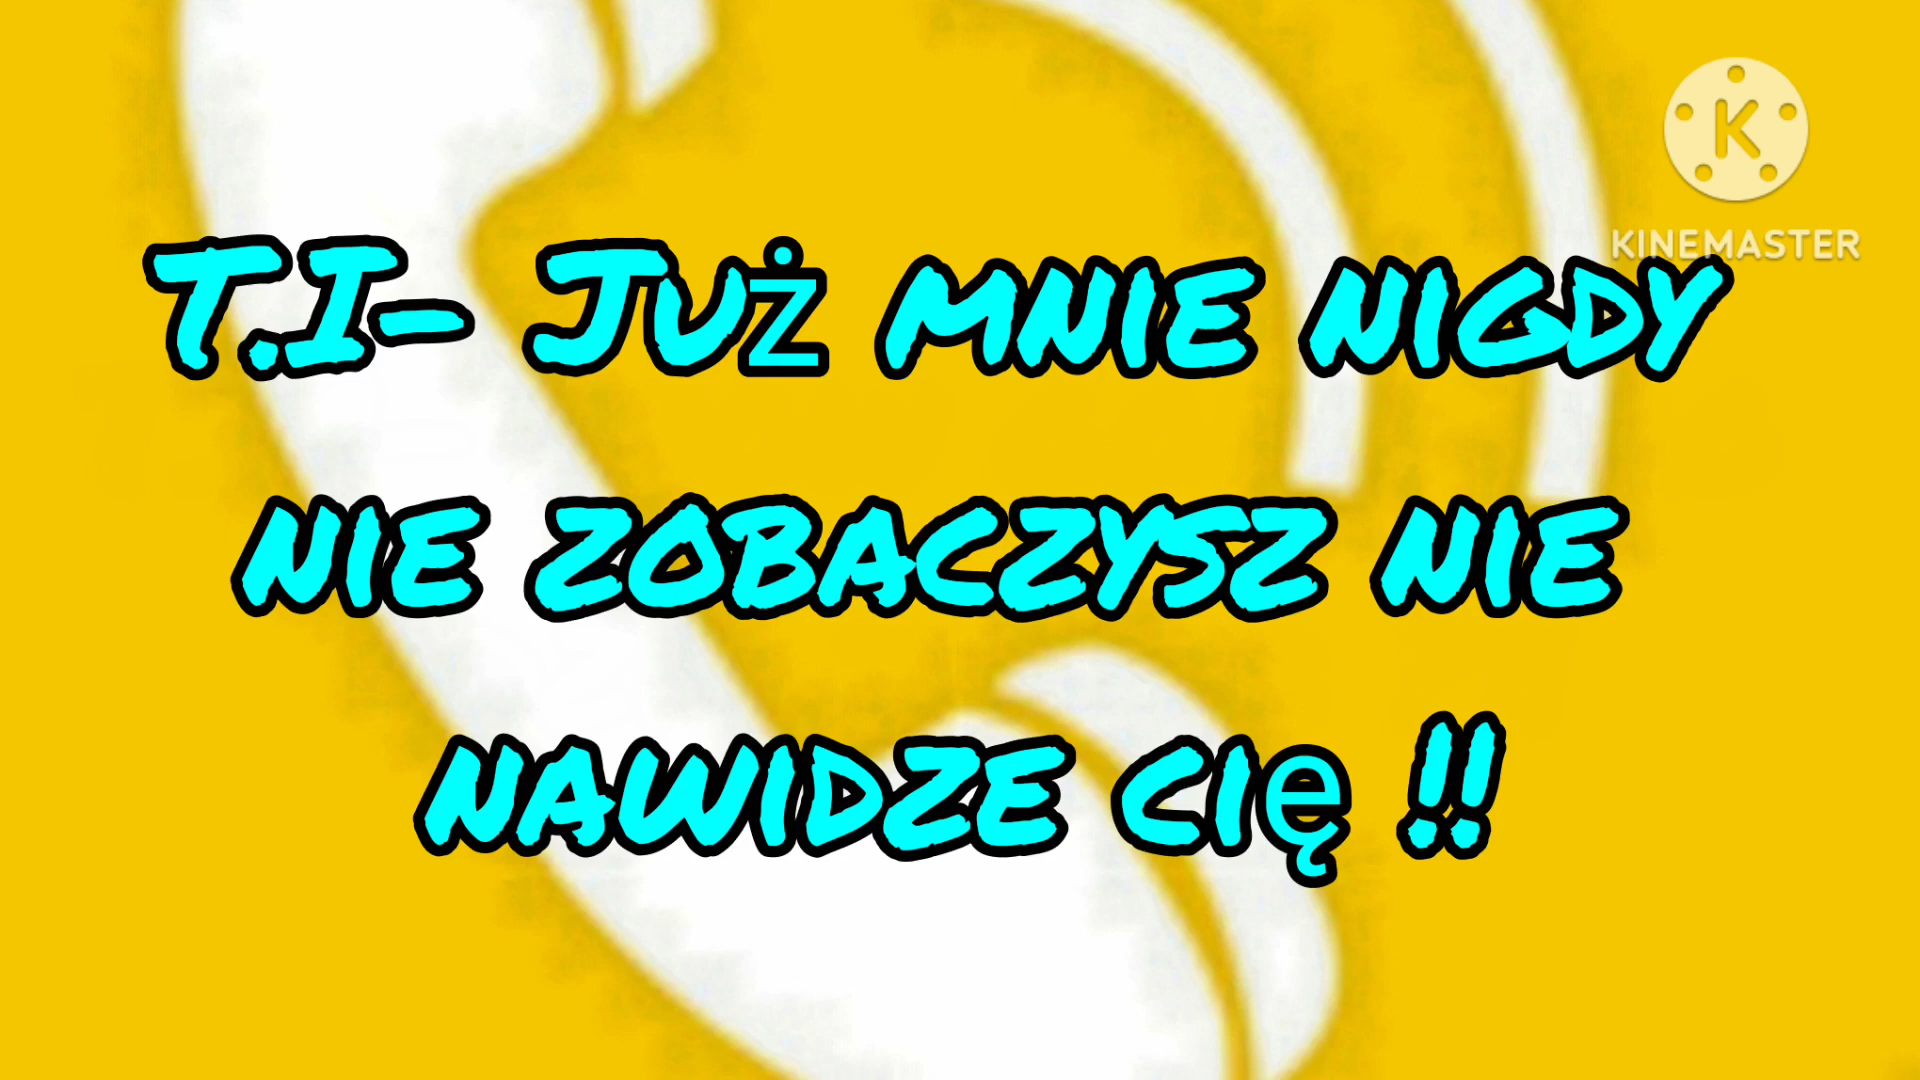 K
KINEMASTER
T.I- Już mnie nigdy
nie zobaczysz nie
nawidze cię !!